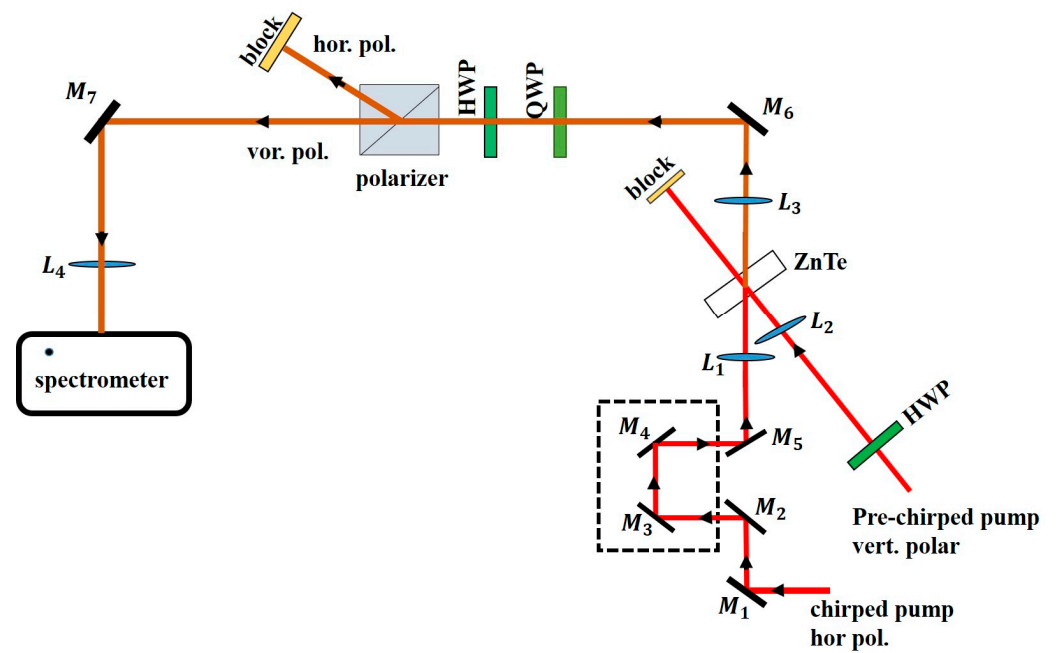 block
hor. pol.
M₇
HWP
QWP
M₆
vor. pol.
polarizer
block
L₃
ZnTe
L₄
L₂
L₁
spectrometer
HWP
M₄
M₅
M₃
M₂
Pre-chirped pump
vert. polar
M₁
chirped pump
hor pol.